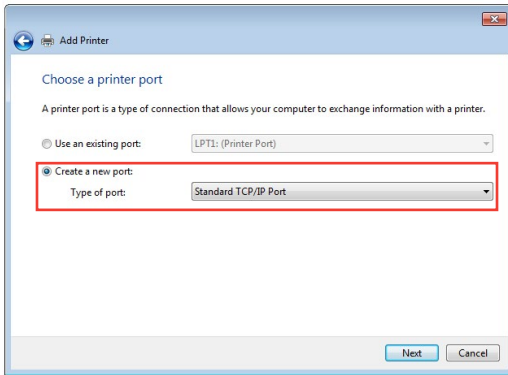 Add Printer
Choose a printer port
A printer port is a type of connection that allows your computer to exchange information with a printer.
Use an existing port: LPT1: (Printer Port)
Create a new port:
Type of port: Standard TCP/IP Port
Next Cancel